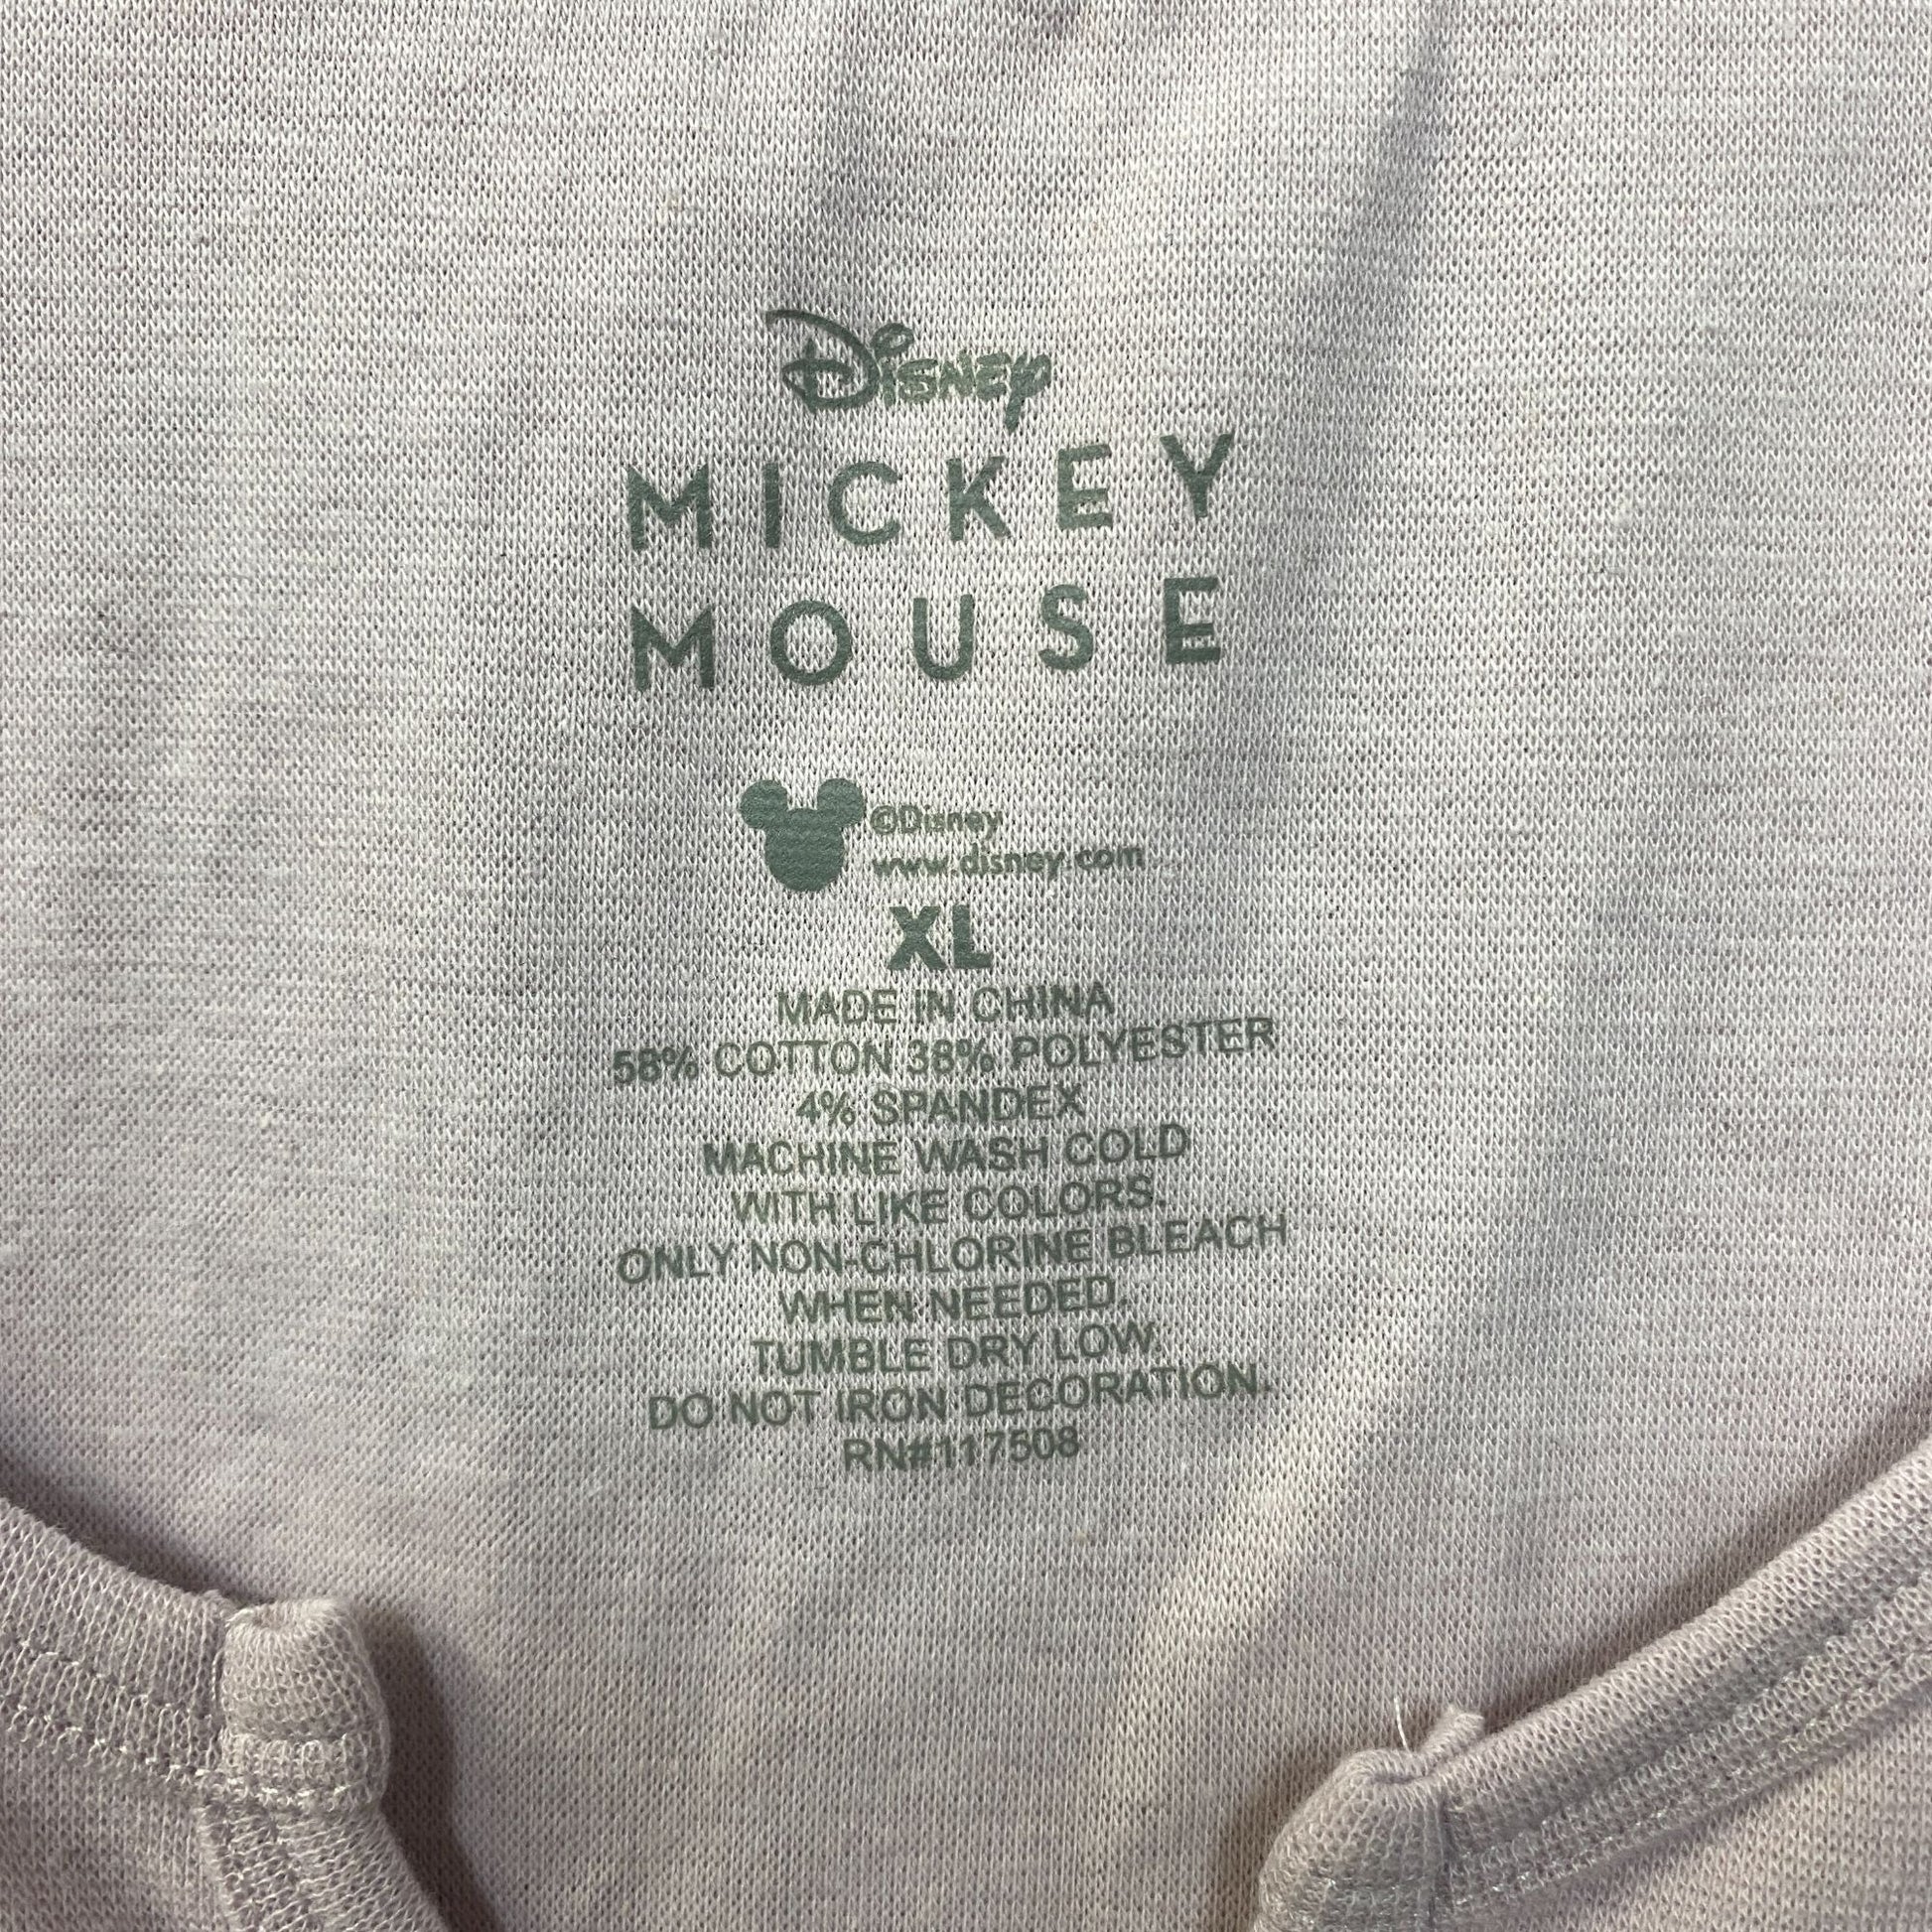 Disney
MICKEY
MOUSE
©Disney
www.disney.com
XL
MADE IN CHINA
58% COTTON 38% POLYESTER
4% SPANDEX
MACHINE WASH COLD
WITH LIKE COLORS.
ONLY NON-CHLORINE BLEACH
WHEN NEEDED.
TUMBLE DRY LOW.
DO NOT IRON DECORATION.
RN#117508